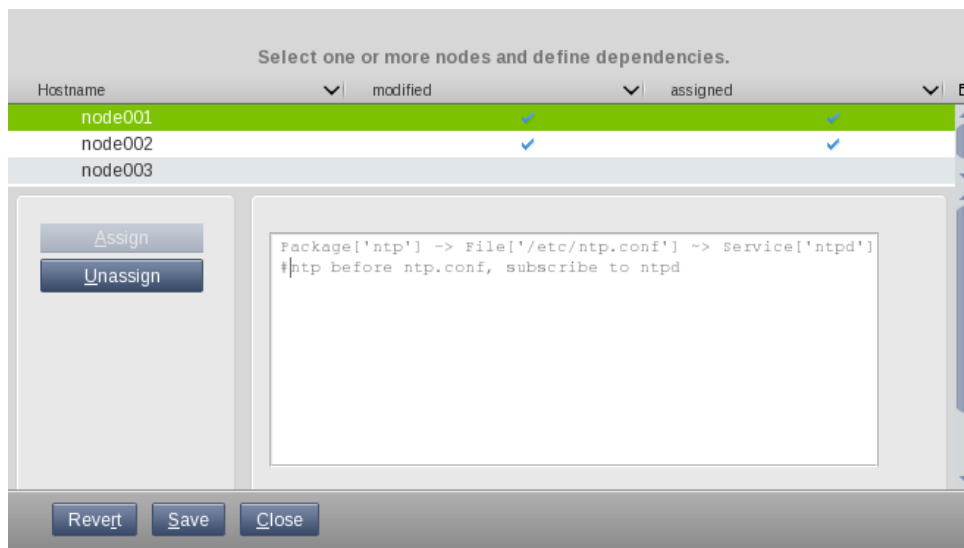 Select one or more nodes and define dependencies.
Hostname modified assigned
node001
node002
node003
Assign
Unassign
Package['ntp'] -> File['/etc/ntp.conf'] ~> Service['ntpd']
#ntp before ntp.conf, subscribe to ntpd
Revert Save Close